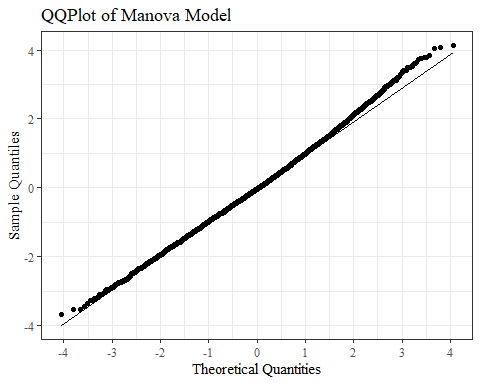 QQPlot of Manova Model
Sample Quantiles
4
2
0
-2
-4
-4 -3 -2 -1 0 1 2 3 4
Theoretical Quantities